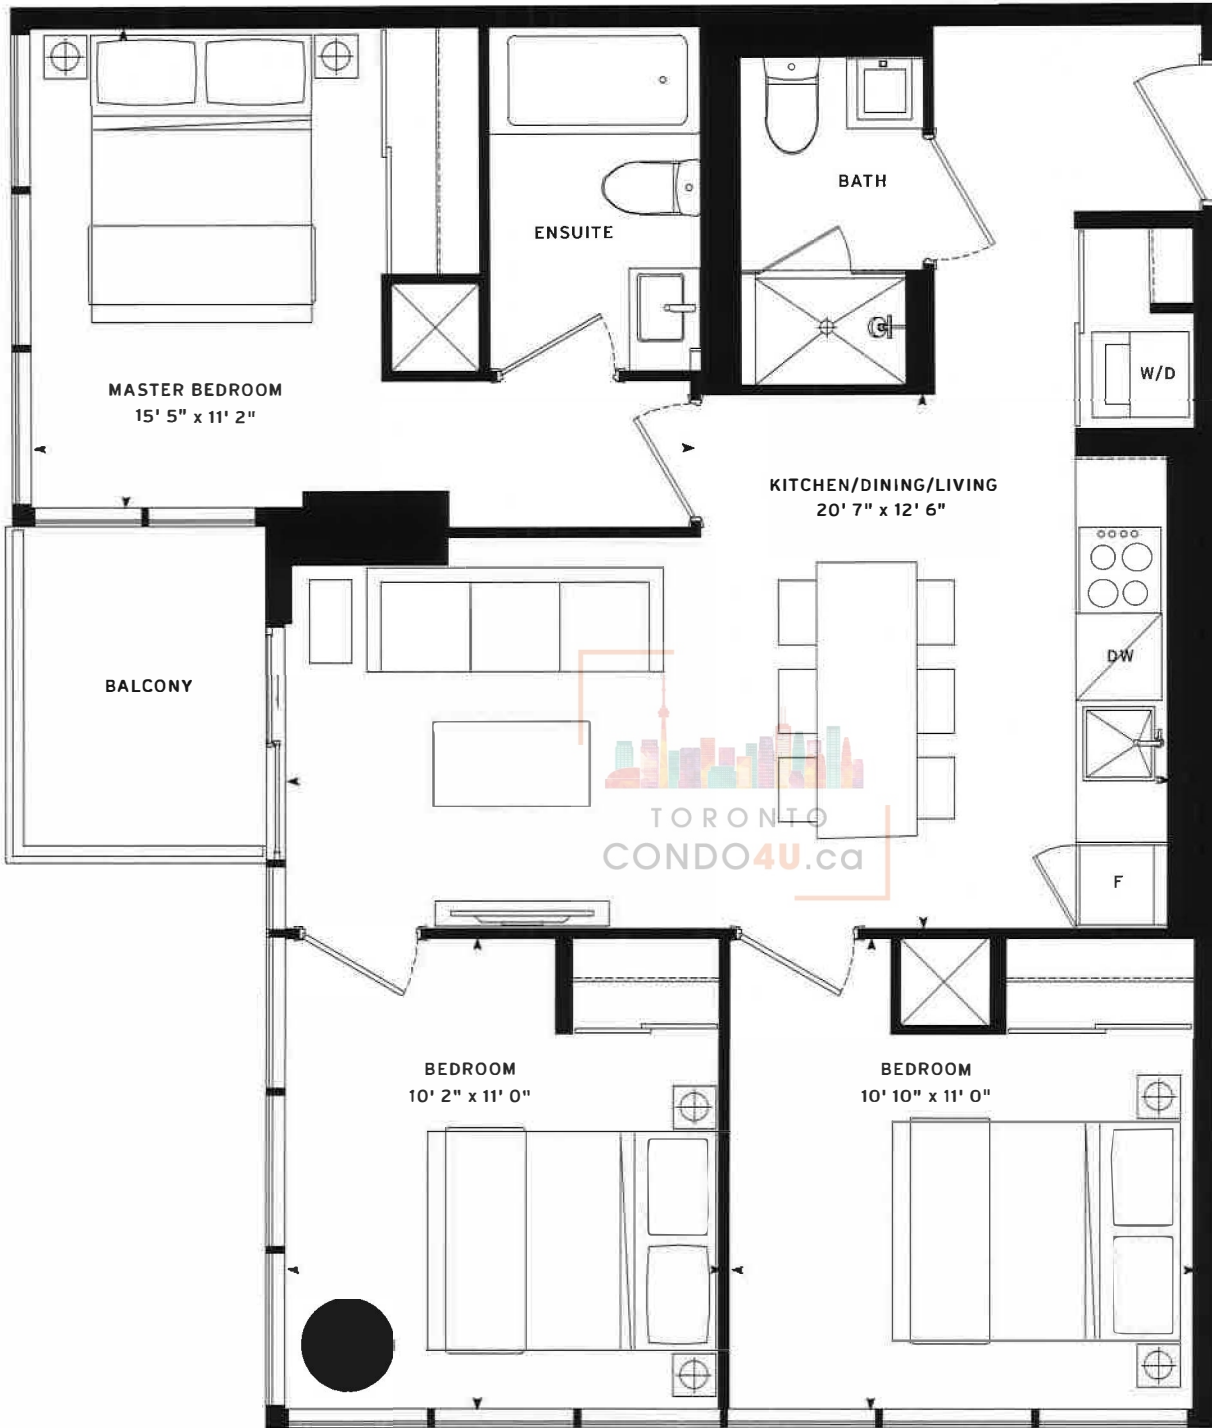 BATH
ENSUITE
W/D
MASTER BEDROOM
15' 5" x 11' 2"
KITCHEN/DINING/LIVING
20' 7" x 12' 6"
DW
BALCONY
TORONTO
CONDO4U.ca
F
BEDROOM
10' 2" x 11' 0"
BEDROOM
10' 10" x 11' 0"